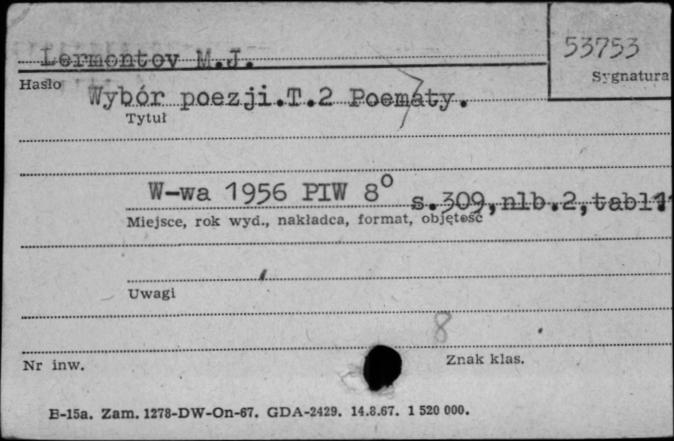 Lermontov M.J.
53753
Hasło
Sygnatura
Wybór poezji.T.2 Poematy.
Tytuł
W-wa 1956 PIW 8° s.309,nlb.2,tabl
Miejsce, rok wyd., nakładca, format, objętość
Uwagi
8
Nr inw.
Znak klas.
E-15a. Zam. 1278-DW-On-67. GDA-2429. 14.8.67. 1 520 000.